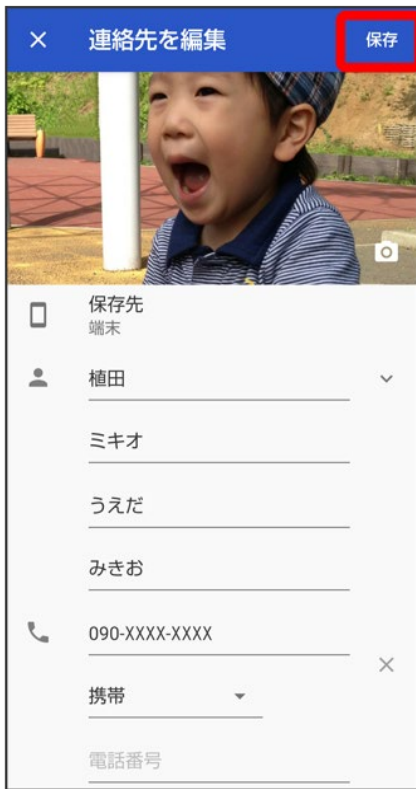 連絡先を編集
保存
保存先
端末
植田
ミキオ
うえだ
みきお
090-XXXX-XXXX
携帯
電話番号